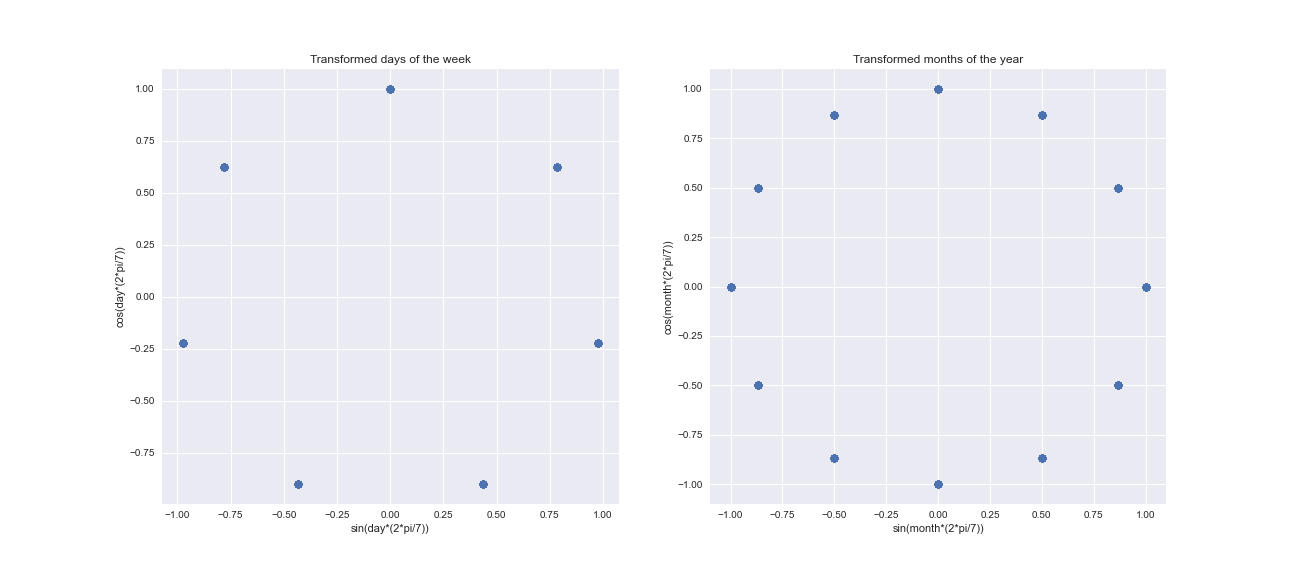 Transformed days of the week
1.00
0.75
0.50
0.25
0.00
−0.25
−0.50
−0.75
cos(day*(2*pi/7))
−1.00 −0.75 −0.50 −0.25 0.00 0.25 0.50 0.75 1.00
sin(day*(2*pi/7))
Transformed months of the year
1.00
0.75
0.50
0.25
0.00
−0.25
−0.50
−0.75
−1.00
cos(month*(2*pi/7))
−1.00 −0.75 −0.50 −0.25 0.00 0.25 0.50 0.75 1.00
sin(month*(2*pi/7))